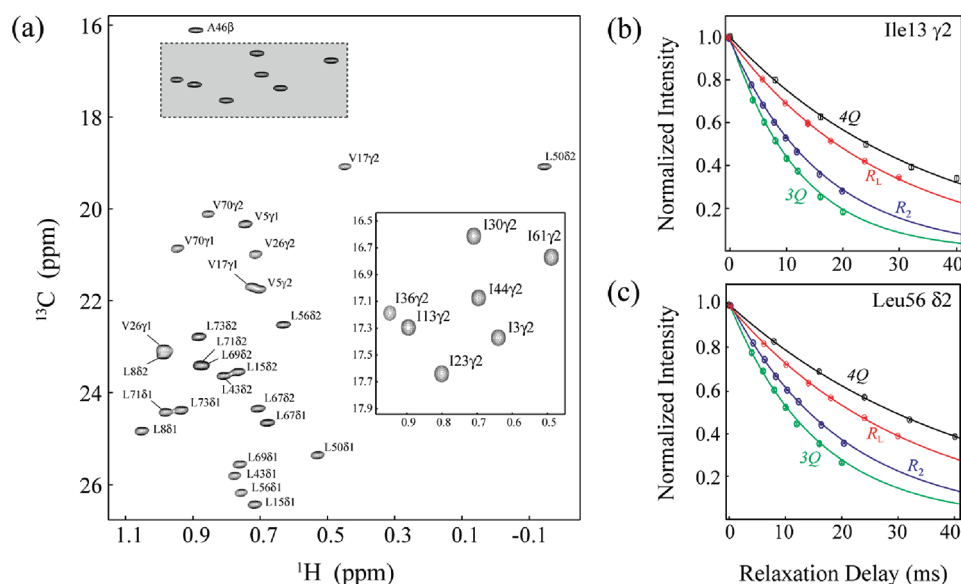 (a)
16
18
20
22
24
26
¹³C (ppm)
1.1
0.9
0.7
0.5
0.3
0.1
-0.1
¹H (ppm)
A46β
V17γ2
L50δ2
V70γ2
V5γ1
V70γ1
V26γ2
V17γ1
V5γ2
L56δ2
V26γ1
L73δ2
L71δ2
L69δ2
L8δ2
L15δ2
L43δ2
L71δ1
L73δ1
L67δ2
L67δ1
L8δ1
L50δ1
L69δ1
L43δ1
L56δ1
L15δ1
16.5
16.7
16.9
17.1
17.3
17.5
17.7
17.9
0.9
0.8
0.7
0.6
0.5
I30γ2
I61γ2
I44γ2
I36γ2
I13γ2
I3γ2
I23γ2
(b)
Ile13 γ2
Normalized Intensity
1.0
0.8
0.6
0.4
0.2
4Q
R_L
R_2
3Q
0
10
20
30
40
(c)
Leu56 δ2
Normalized Intensity
1.0
0.8
0.6
0.4
0.2
4Q
R_L
R_2
3Q
0
10
20
30
40
Relaxation Delay (ms)